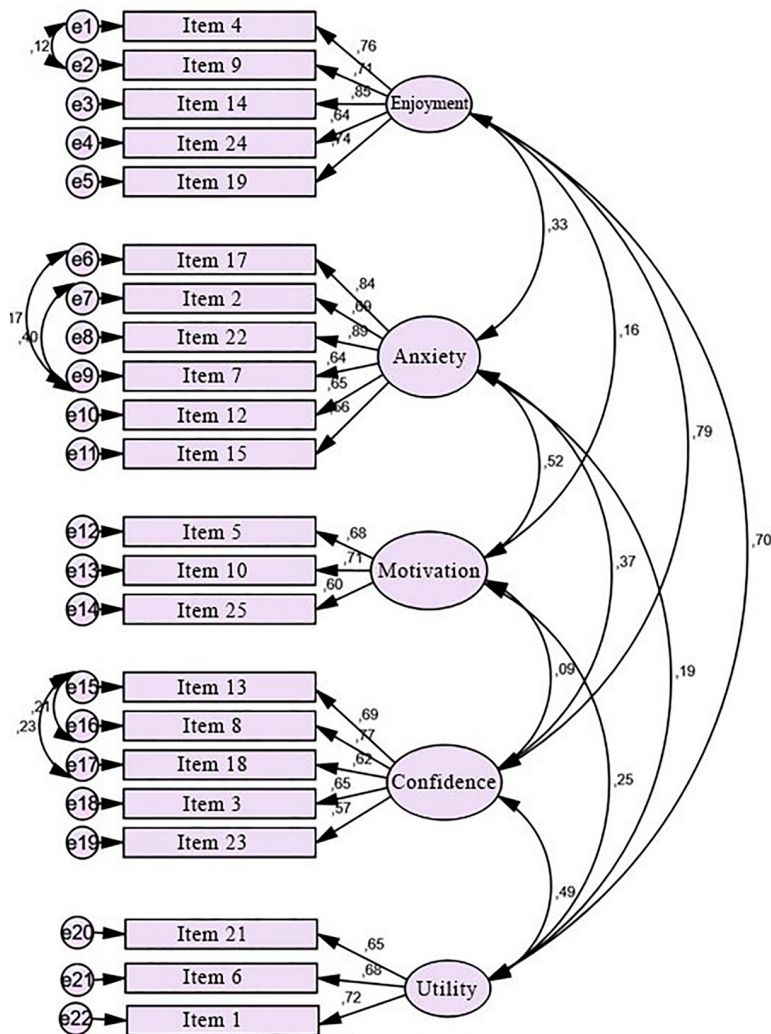 e1 Item 4
,76
,12
e2 Item 9
,71
Enjoyment
e3 Item 14
,85
,64
e4 Item 24
,74
e5 Item 19
,33
e6 Item 17
,84
e7 Item 2
,69
17
,40
e8 Item 22
,89
,16
Anxiety
e9 Item 7
,64
,65
e10 Item 12
,56
e11 Item 15
,79
,52
e12 Item 5
,68
,70
e13 Item 10
,71
Motivation
,37
e14 Item 25
,60
,09
,19
e15 Item 13
,69
,21
,23
e16 Item 8
,77
e17 Item 18
,62
Confidence
,25
e18 Item 3
,65
,57
e19 Item 23
,49
e20 Item 21
,65
e21 Item 6
,68
Utility
,72
e22 Item 1